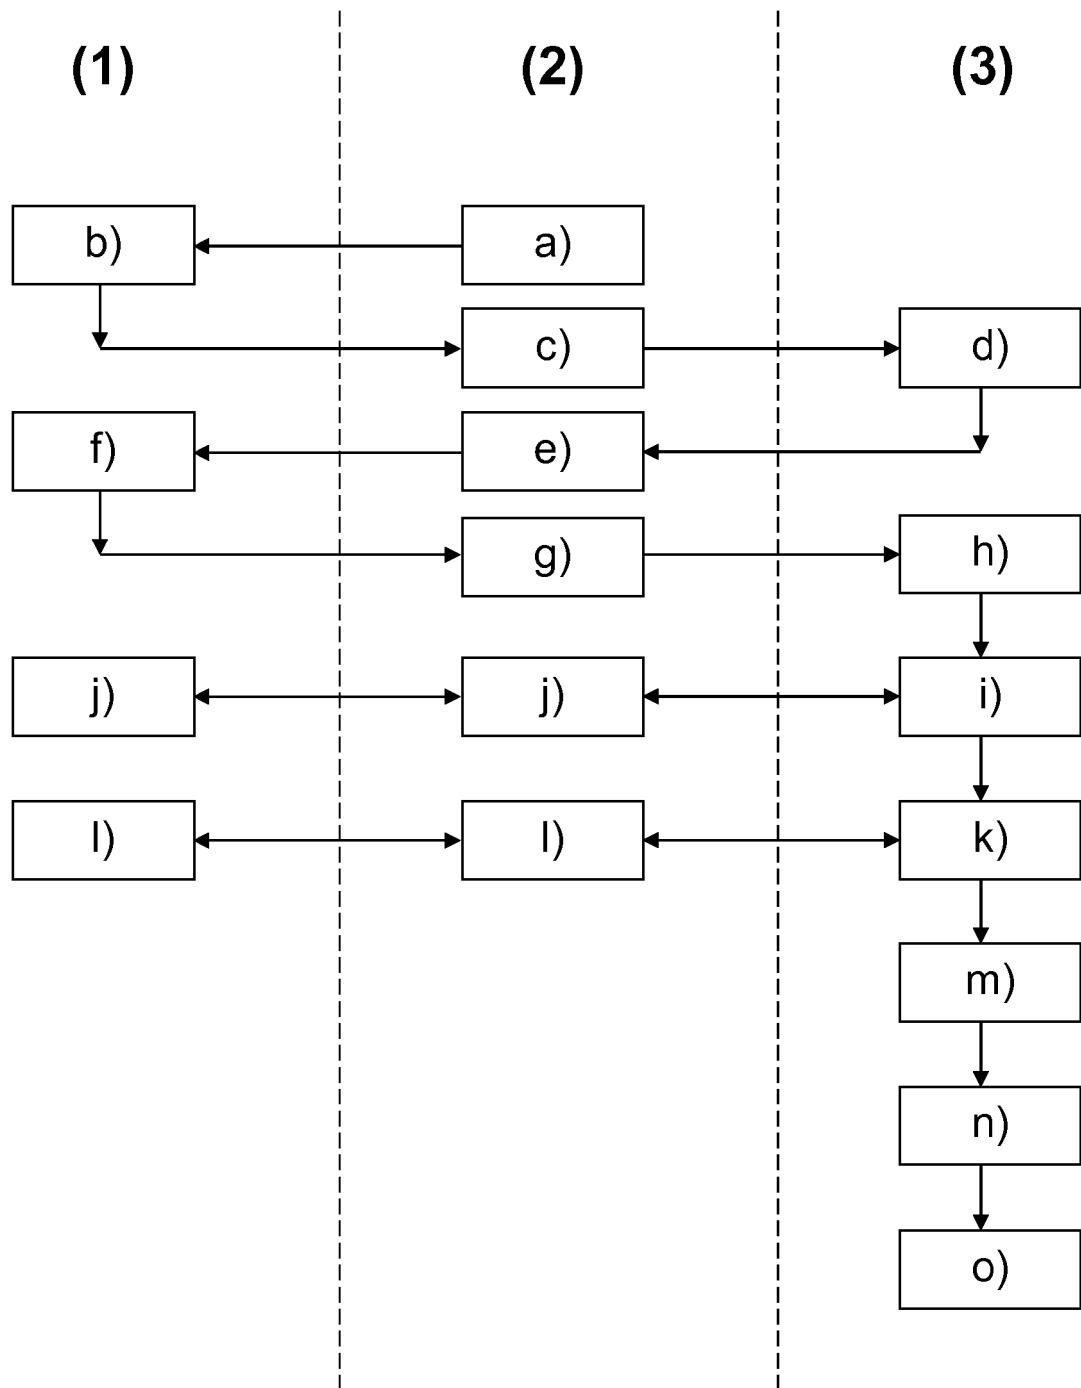 (1) (2) (3)
b) a)
c) d)
f) e)
g) h)
j) j) i)
l) l) k)
m)
n)
o)